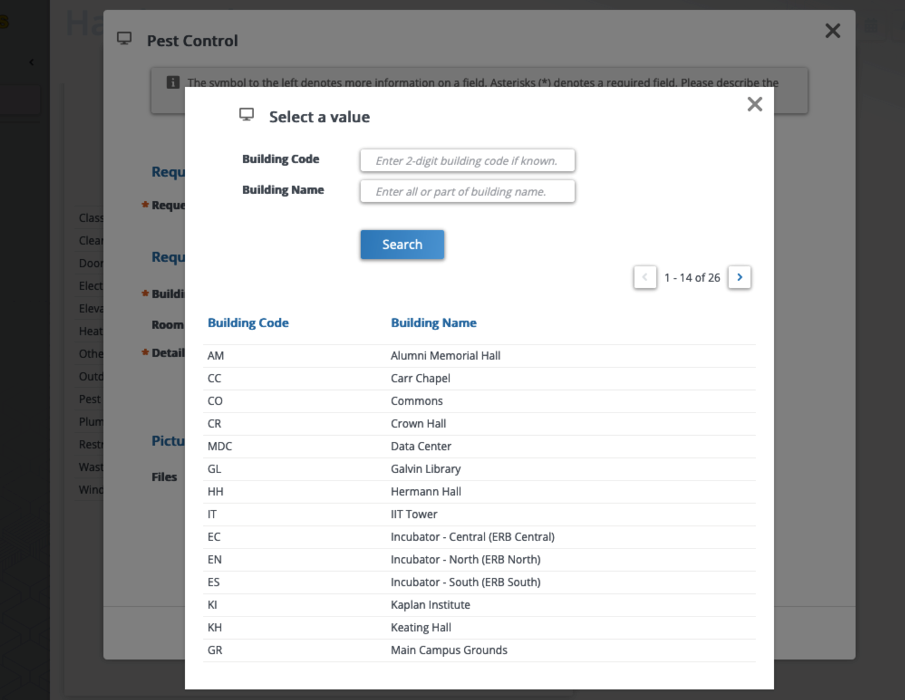 Pest Control
The symbol to the left denotes more information on a field. Asterisks (*) denotes a required field. Please describe the
Select a value
Building Code
Enter 2-digit building code if known.
Building Name
Enter all or part of building name.
Search
1 - 14 of 26
Building Code Building Name
AM Alumni Memorial Hall
CC Carr Chapel
CO Commons
CR Crown Hall
MDC Data Center
GL Galvin Library
HH Hermann Hall
IT IIT Tower
EC Incubator - Central (ERB Central)
EN Incubator - North (ERB North)
ES Incubator - South (ERB South)
KI Kaplan Institute
KH Keating Hall
GR Main Campus Grounds
Requ
* Reque
Requ
* Buildi
Room
* Detail
Pictu
Files
Class
Clea
Door
Elect
Eleva
Heat
Othe
Outd
Pest
Plum
Restr
Wast
Wind